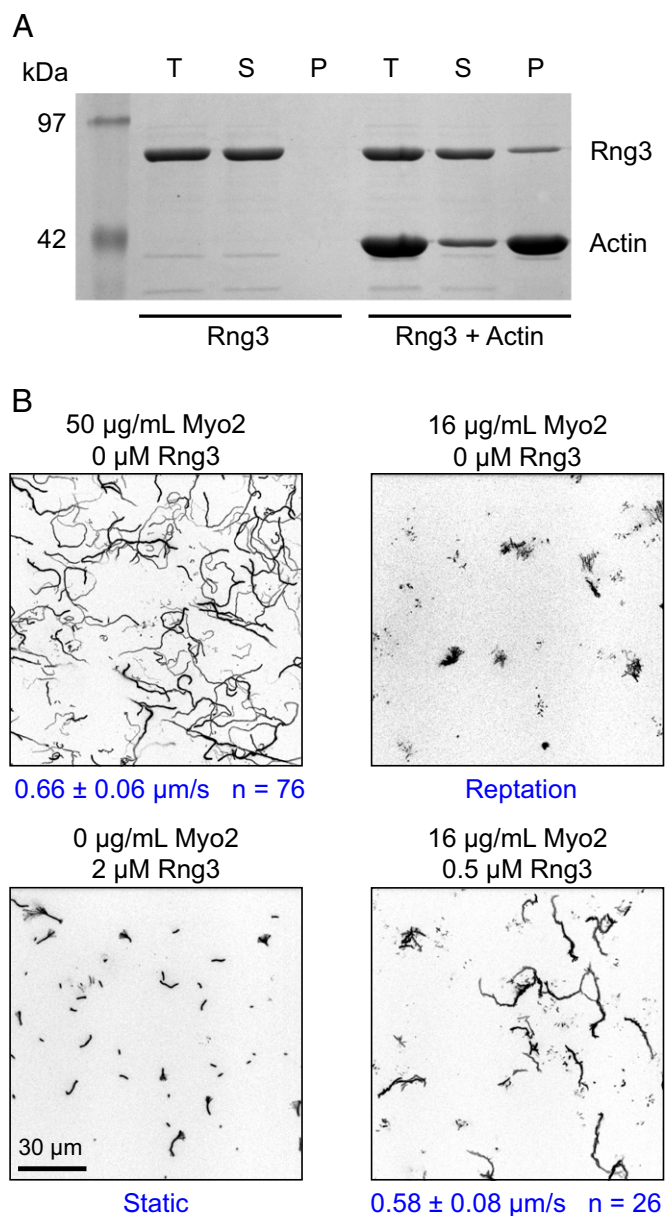 A
kDa T S P T S P
97
Rng3
42
Actin
Rng3 Rng3 + Actin
B
50 µg/mL Myo2
0 µM Rng3
16 µg/mL Myo2
0 µM Rng3
0.66 ± 0.06 µm/s n = 76
Reptation
0 µg/mL Myo2
2 µM Rng3
16 µg/mL Myo2
0.5 µM Rng3
30 µm
Static
0.58 ± 0.08 µm/s n = 26